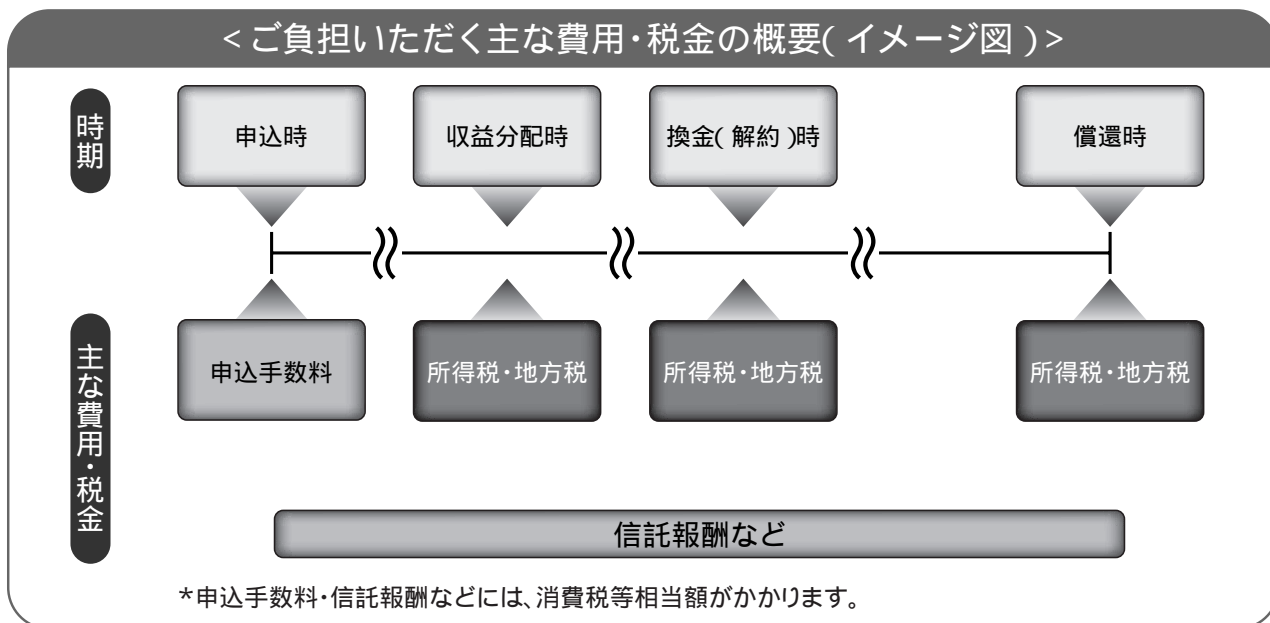 <ご負担いただく主な費用・税金の概要(イメージ図)>
時期
申込時
収益分配時
換金(解約)時
償還時
主な費用・税金
申込手数料
所得税・地方税
所得税・地方税
所得税・地方税
信託報酬など
*申込手数料・信託報酬などには、消費税等相当額がかかります。